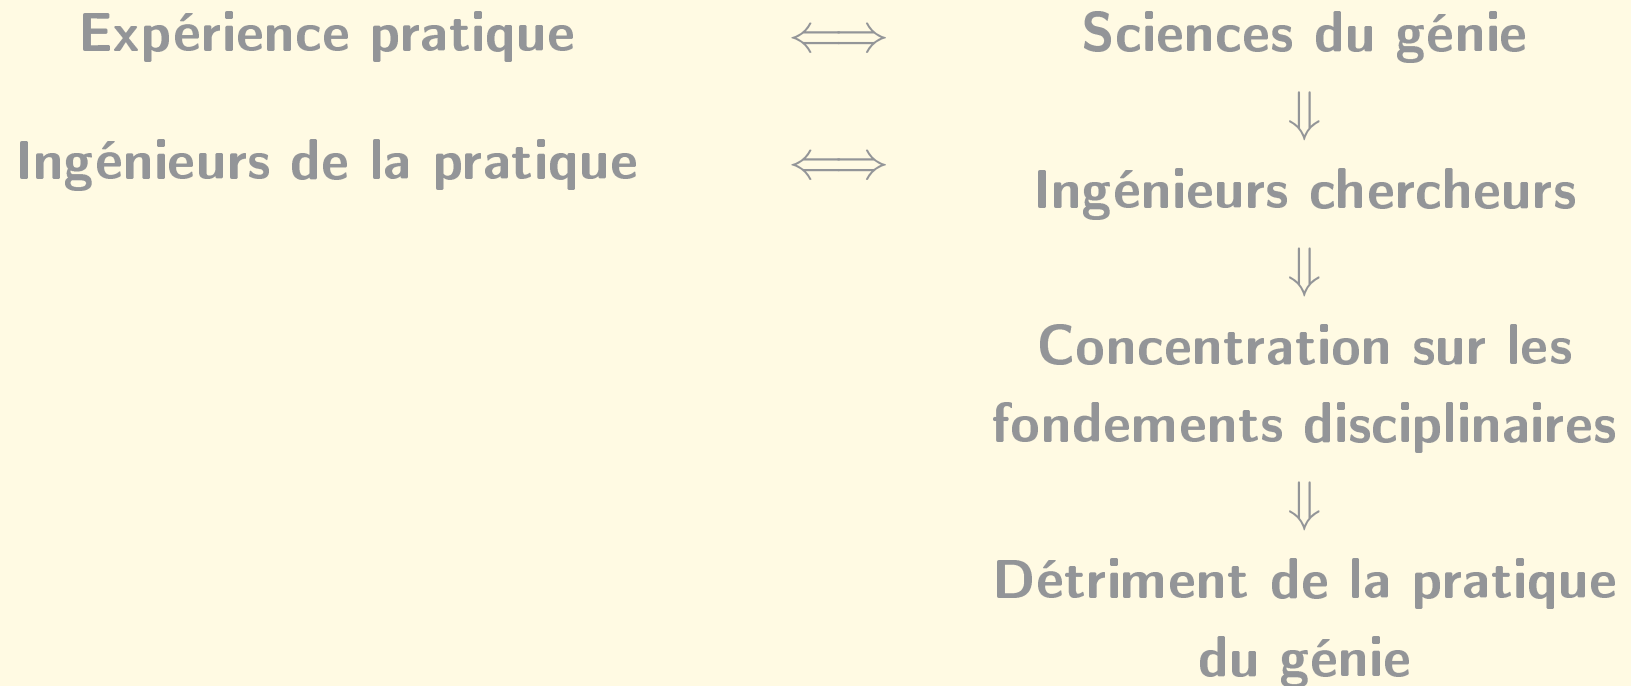 Expérience pratique ⟺ Sciences du génie
⇓
Ingénieurs de la pratique ⟺ Ingénieurs chercheurs
⇓
Concentration sur les
fondements disciplinaires
⇓
Détriment de la pratique
du génie